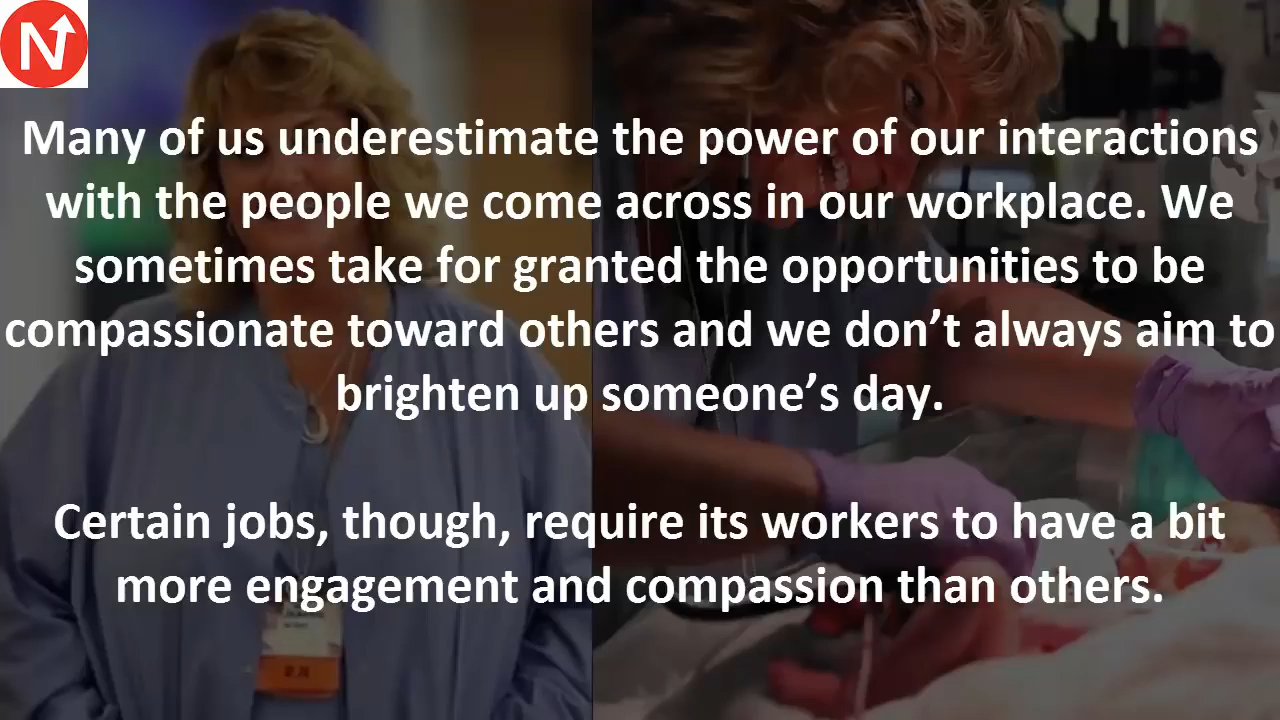 N
Many of us underestimate the power of our interactions
with the people we come across in our workplace. We
sometimes take for granted the opportunities to be
compassionate toward others and we don’t always aim to
brighten up someone’s day.
Certain jobs, though, require its workers to have a bit
more engagement and compassion than others.